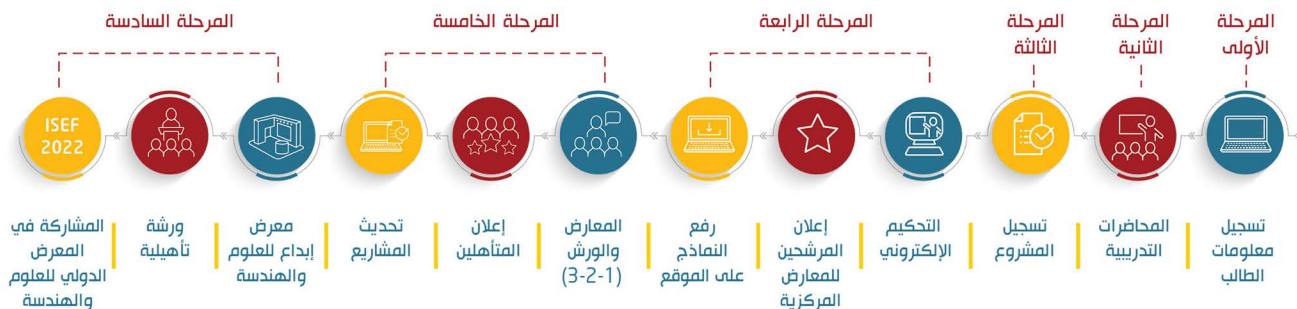 المرحلة
الأولى
المرحلة
الثانية
المرحلة
الثالثة
المرحلة الرابعة
المرحلة الخامسة
المرحلة السادسة
ISEF
2022
تسجيل
معلومات
الطالب
المحاضرات
التدريبية
تسجيل
المشروع
التحكيم
الإلكتروني
إعلان
المرشحين
للمعارض
المركزية
رفع
النماذج
على الموقع
المعارض
والورش
(3-2-1)
إعلان
المتأهلين
تحديث
المشاريع
معرض
إبداع للعلوم
والهندسة
ورشة
تأهيلية
المشاركة في
المعرض
الدولي للعلوم
والهندسة